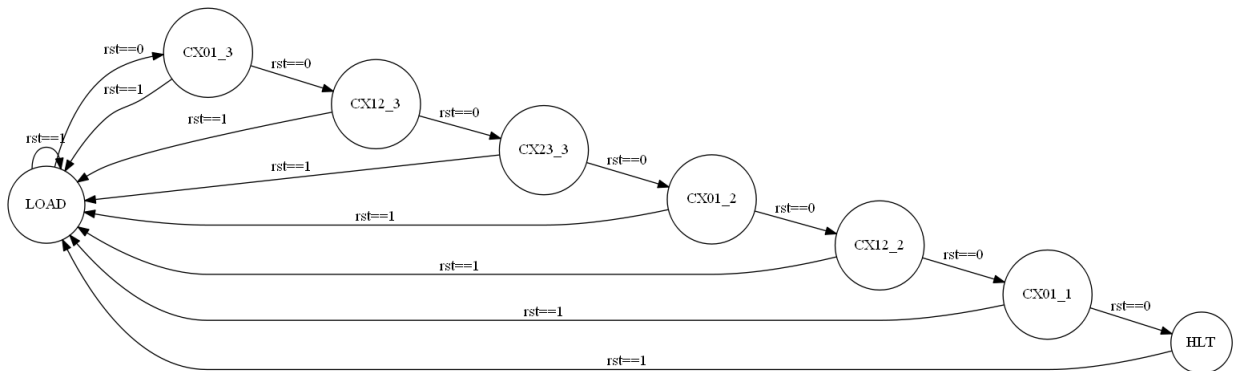 rst==0
CX01_3
rst==0
rst==1
CX12_3
rst==0
rst==1
rst==1
CX23_3
rst==0
rst==1
LOAD
CX01_2
rst==0
rst==1
CX12_2
rst==0
rst==1
CX01_1
rst==0
rst==1
HLT
rst==1